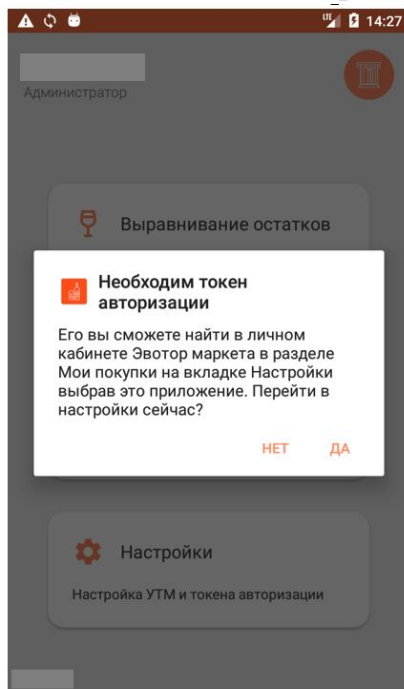 LTE 14:27
Администратор
Выравнивание остатков
Необходим токен
авторизации
Его вы сможете найти в личном
кабинете Эвотор маркета в разделе
Мои покупки на вкладке Настройки
выбрав это приложение. Перейти в
настройки сейчас?
НЕТ ДА
Настройки
Настройка УТМ и токена авторизации